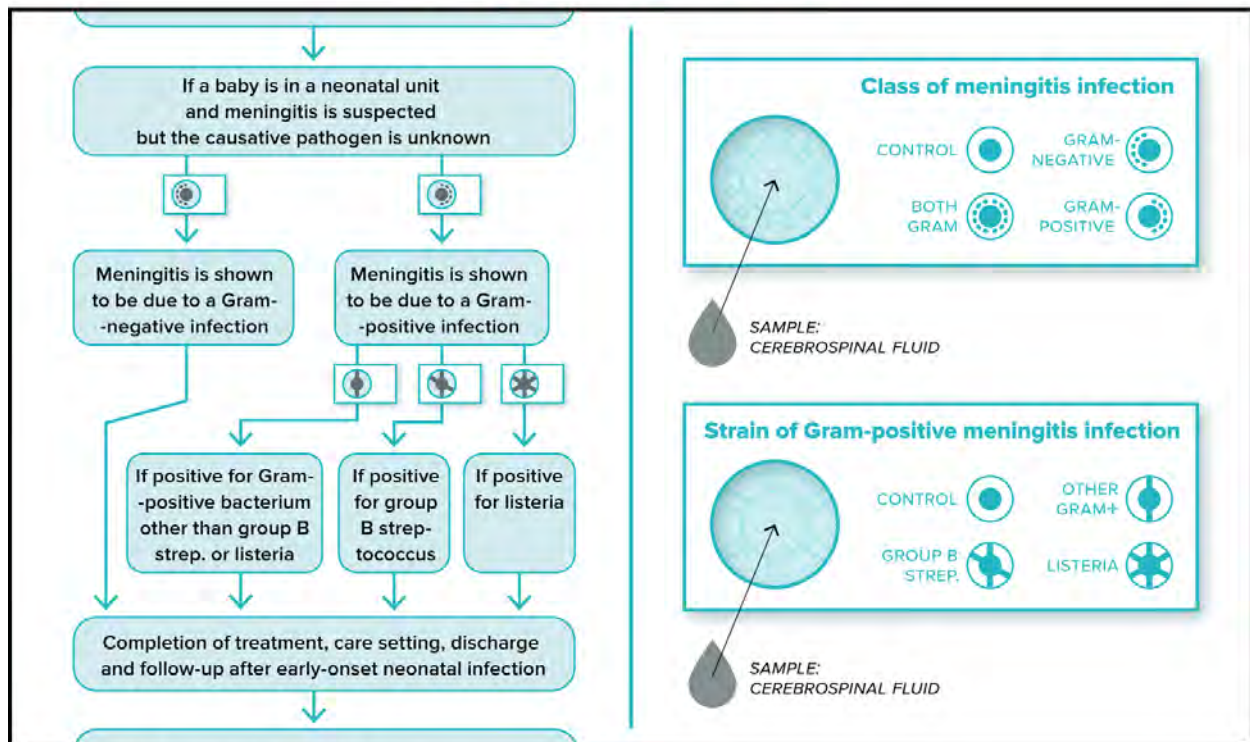 If a baby is in a neonatal unit
and meningitis is suspected
but the causative pathogen is unknown
Meningitis is shown
to be due to a Gram-
-negative infection
Meningitis is shown
to be due to a Gram-
-positive infection
If positive for Gram-
-positive bacterium
other than group B
strep. or listeria
If positive
for group
B strep-
tococcus
If positive
for listeria
Completion of treatment, care setting, discharge
and follow-up after early-onset neonatal infection
Class of meningitis infection
CONTROL
GRAM-
NEGATIVE
BOTH
GRAM
GRAM-
POSITIVE
SAMPLE:
CEREBROSPINAL FLUID
Strain of Gram-positive meningitis infection
CONTROL
OTHER
GRAM+
GROUP B
STREP.
LISTERIA
SAMPLE:
CEREBROSPINAL FLUID